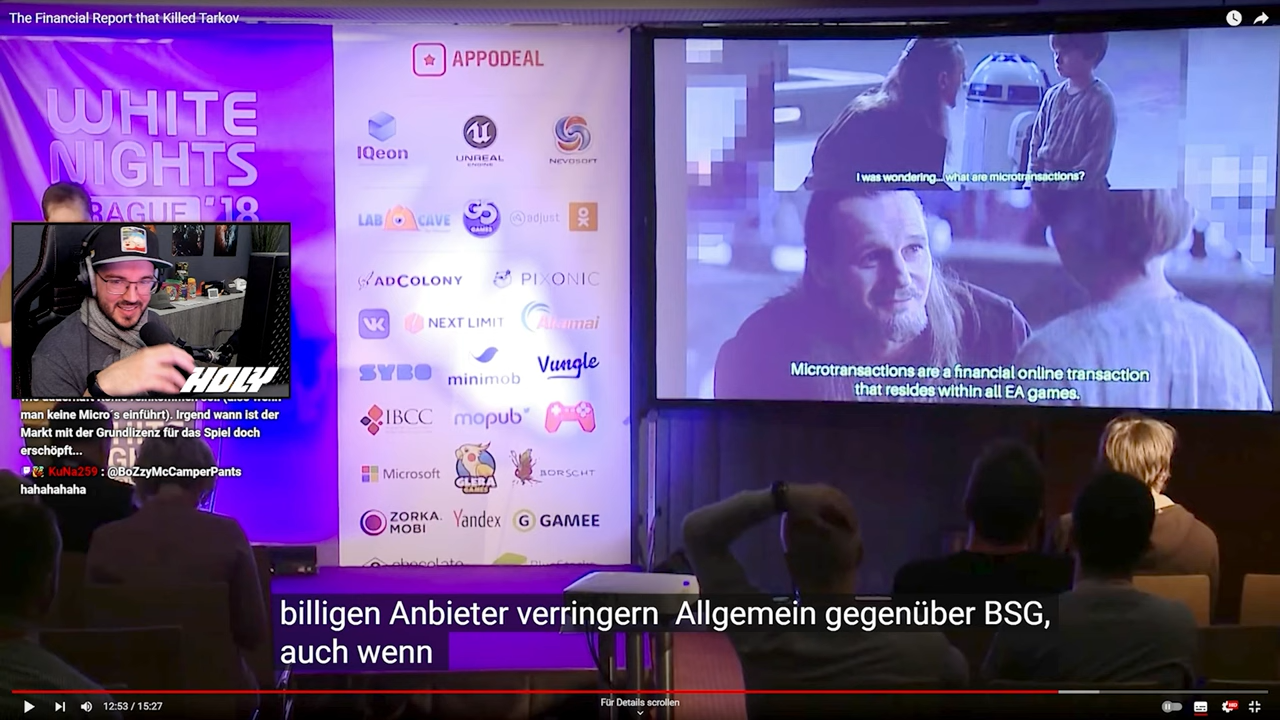 The Financial Report that Killed Tarkov
WHITE
NIGHTS
'18
APPODEAL
IQeon
UNREAL
ENGINE
NEVOSOFT
LAB CAVE
GO
GAMES
adjust
ADCOLONY
PIXONIC
VK
NEXT LIMIT
SYBO
minimob
Vungle
IBCC
mopub
Microsoft
GLERA
GAMES
BORSCHT
ZORKA.
MOBI
Yandex
GAMEE
I was wondering...what are microtransactions?
Microtransactions are a financial online transaction
that resides within all EA games.
HOLY
man keine Micro´s einführt). Irgend wann ist der
Markt mit der Grundlizenz für das Spiel doch
erschöpft...
KuNa259 : @BoZzyMcCamperPants
hahahahaha
billigen Anbieter verringern Allgemein gegenüber BSG,
auch wenn
12:53 / 15:27
Für Details scrollen
HD